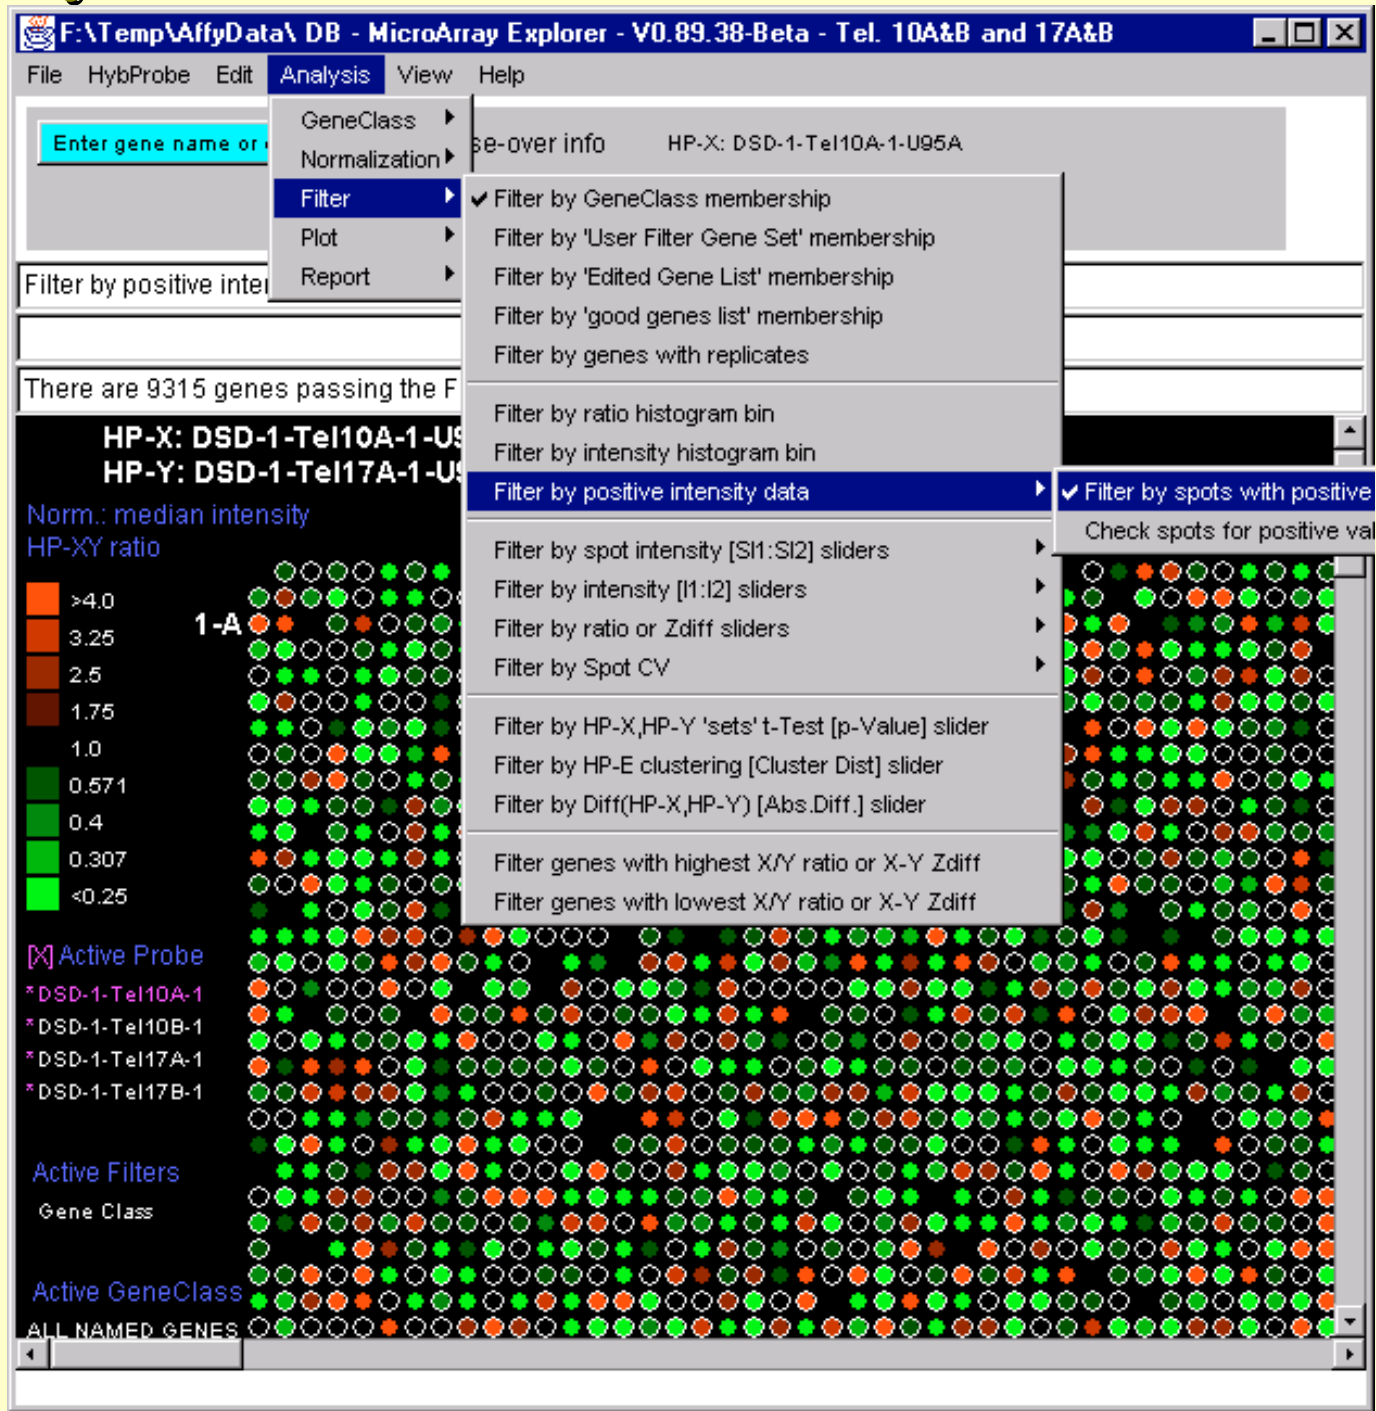 F:\Temp\AffyData\ DB - MicroArray Explorer - V0.89.38-Beta - Tel. 10A&B and 17A&B
File HybProbe Edit Analysis View Help
GeneClass
Enter gene name or
se-over info HP-X: DSD-1-Tel10A-1-U95A
Normalization
Filter
Plot
Report
Filter by GeneClass membership
Filter by 'User Filter Gene Set' membership
Filter by 'Edited Gene List' membership
Filter by 'good genes list' membership
Filter by genes with replicates
Filter by ratio histogram bin
Filter by intensity histogram bin
Filter by positive intensity data
Filter by spots with positive
Check spots for positive val
Filter by spot intensity [SI1:SI2] sliders
Filter by intensity [I1:I2] sliders
Filter by ratio or Zdiff sliders
Filter by Spot CV
Filter by HP-X,HP-Y 'sets' t-Test [p-Value] slider
Filter by HP-E clustering [Cluster Dist] slider
Filter by Diff(HP-X,HP-Y) [Abs.Diff.] slider
Filter genes with highest X/Y ratio or X-Y Zdiff
Filter genes with lowest X/Y ratio or X-Y Zdiff
Filter by positive inte
There are 9315 genes passing the F
HP-X: DSD-1-Tel10A-1-U9
HP-Y: DSD-1-Tel17A-1-U9
Norm.: median intensity
HP-XY ratio
>4.0
1-A
3.25
2.5
1.75
1.0
0.571
0.4
0.307
<0.25
[X] Active Probe
*DSD-1-Tel10A-1
*DSD-1-Tel10B-1
*DSD-1-Tel17A-1
*DSD-1-Tel17B-1
Active Filters
Gene Class
Active GeneClass
ALL NAMED GENES